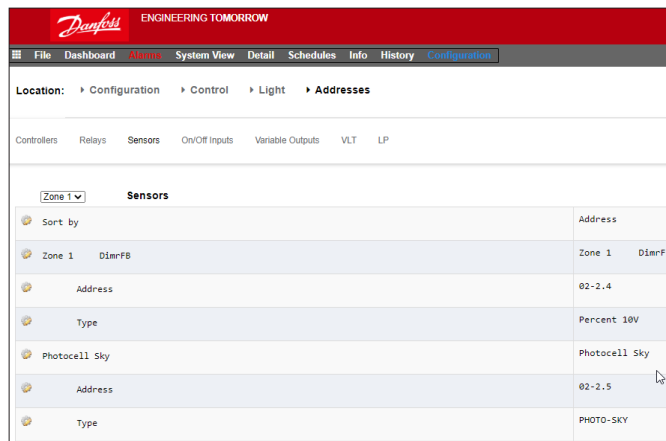 Danfoss ENGINEERING TOMORROW
File Dashboard Alarms System View Detail Schedules Info History Configuration
Location: Configuration Control Light Addresses
Controllers Relays Sensors On/Off Inputs Variable Outputs VLT LP
Zone 1 Sensors
Sort by Address
Zone 1 DimrFB Zone 1 DimrF
Address 02-2.4
Type Percent 10V
Photocell Sky Photocell Sky
Address 02-2.5
Type PHOTO-SKY